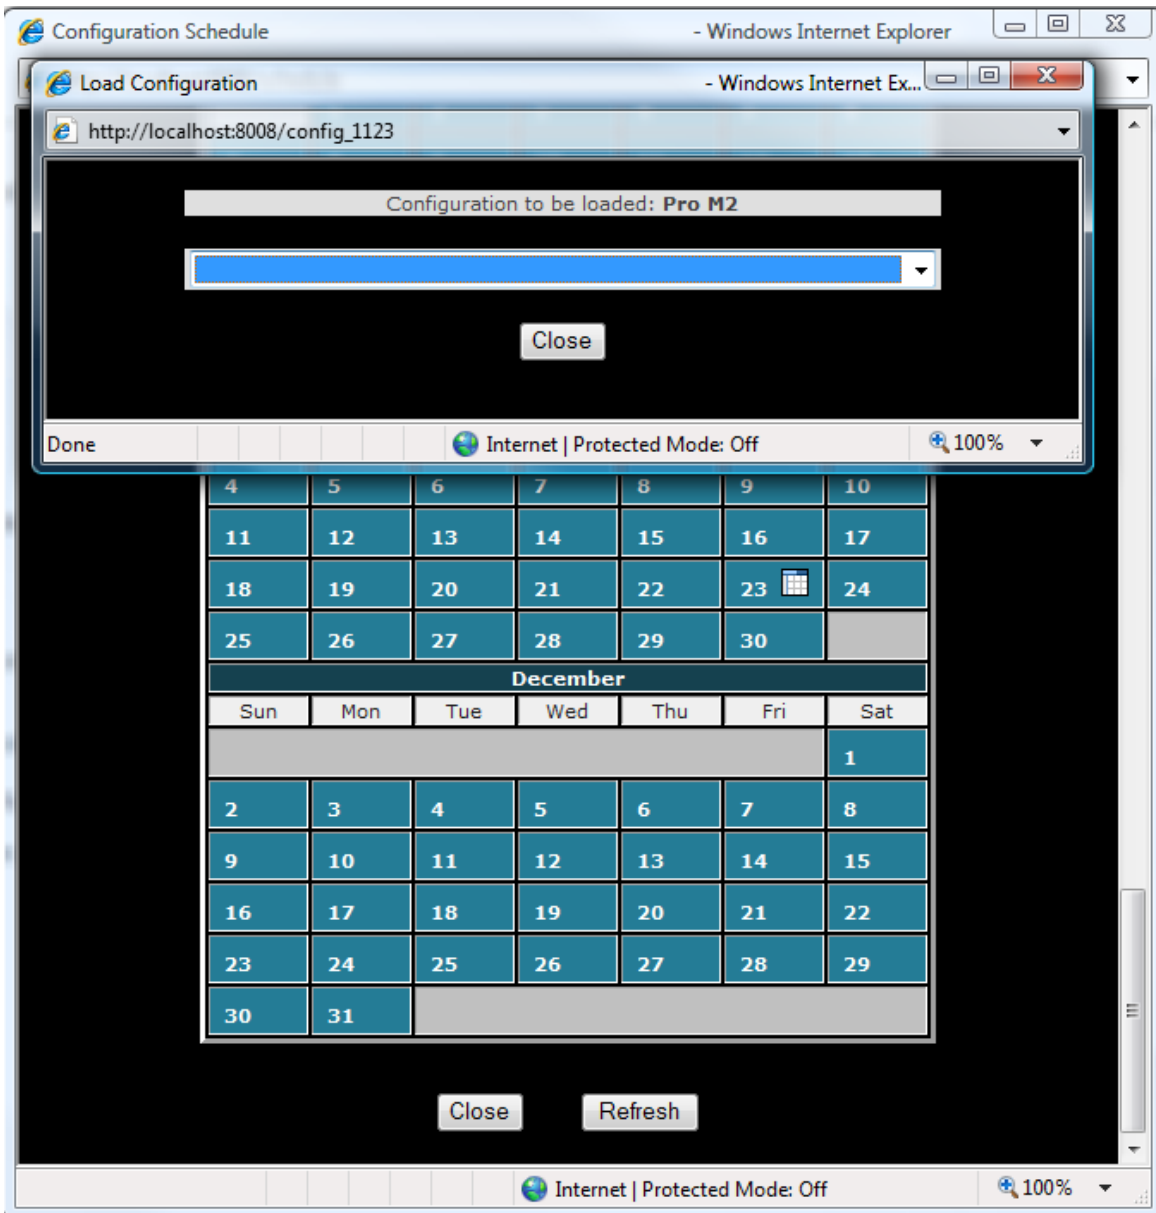 Configuration Schedule - Windows Internet Explorer
Load Configuration - Windows Internet Ex...
http://localhost:8008/config_1123
Configuration to be loaded: Pro M2
Close
Done Internet | Protected Mode: Off 100%
4 5 6 7 8 9 10
11 12 13 14 15 16 17
18 19 20 21 22 23 24
25 26 27 28 29 30
December
Sun Mon Tue Wed Thu Fri Sat
1
2 3 4 5 6 7 8
9 10 11 12 13 14 15
16 17 18 19 20 21 22
23 24 25 26 27 28 29
30 31
Close Refresh
Internet | Protected Mode: Off 100%